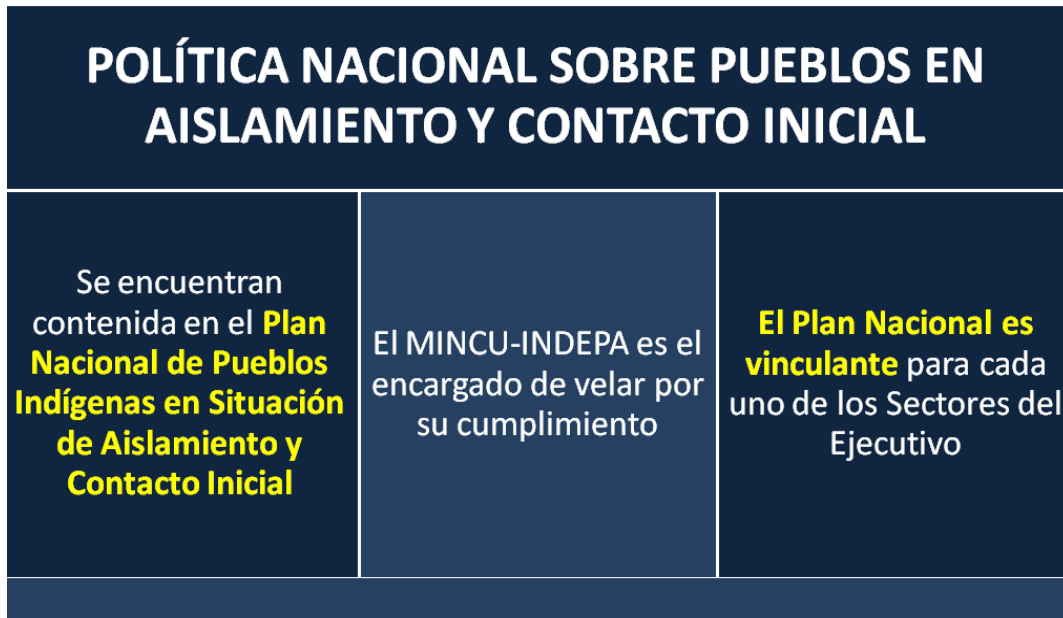 POLÍTICA NACIONAL SOBRE PUEBLOS EN
AISLAMIENTO Y CONTACTO INICIAL
Se encuentran
contenida en el Plan
Nacional de Pueblos
Indígenas en Situación
de Aislamiento y
Contacto Inicial
El MINCU-INDEPA es el
encargado de velar por
su cumplimiento
El Plan Nacional es
vinculante para cada
uno de los Sectores del
Ejecutivo